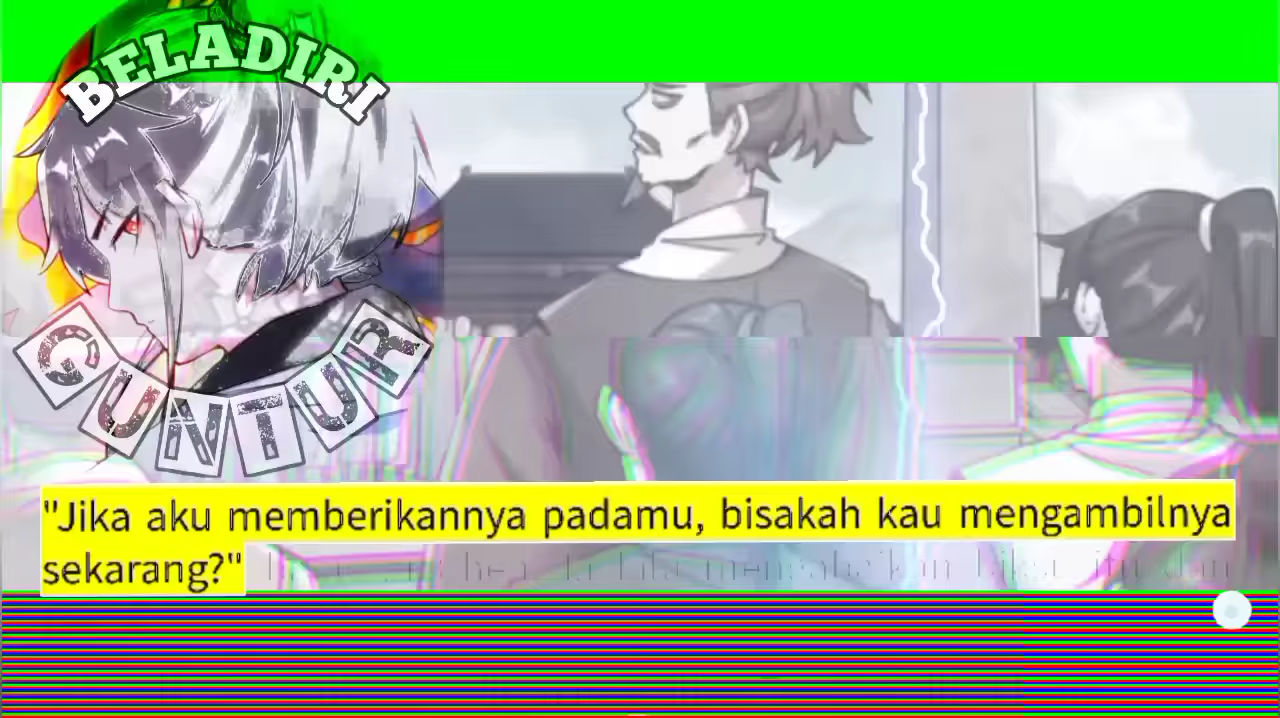 BELADIRI
GUNTUR
"Jika aku memberikannya padamu, bisakah kau mengambilnya
sekarang?"